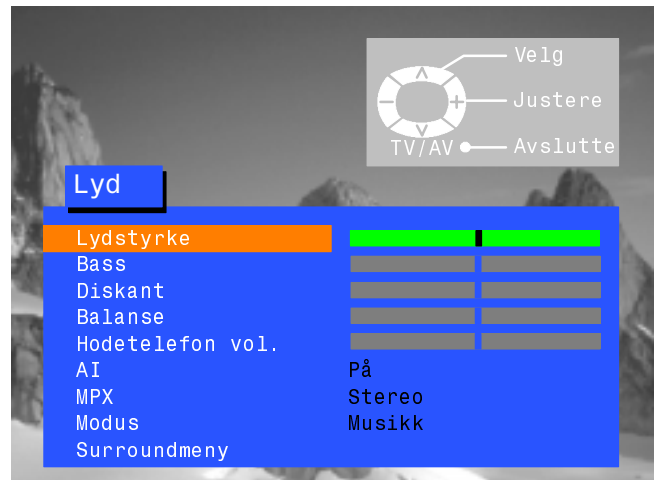 Velg
Justere
TV/AV Avslutte
Lyd
Lydstyrke
Bass
Diskant
Balanse
Hodetelefon vol.
AI På
MPX Stereo
Modus Musikk
Surroundmeny